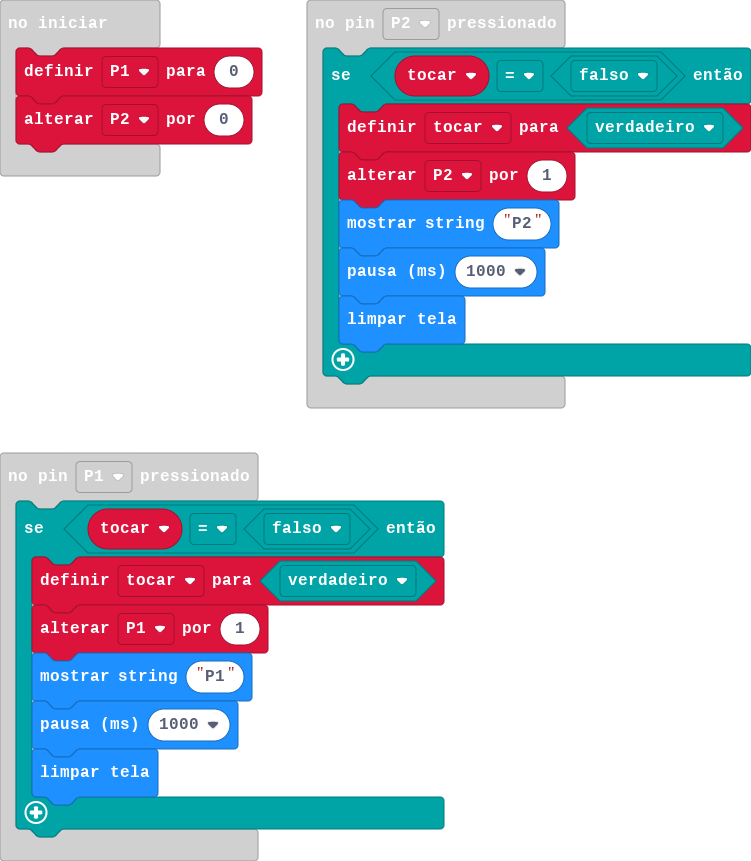 no iniciar
definir P1 para 0
alterar P2 por 0
no pin P2 pressionado
se tocar = falso então
definir tocar para verdadeiro
alterar P2 por 1
mostrar string "P2"
pausa (ms) 1000
limpar tela
no pin P1 pressionado
se tocar = falso então
definir tocar para verdadeiro
alterar P1 por 1
mostrar string "P1"
pausa (ms) 1000
limpar tela